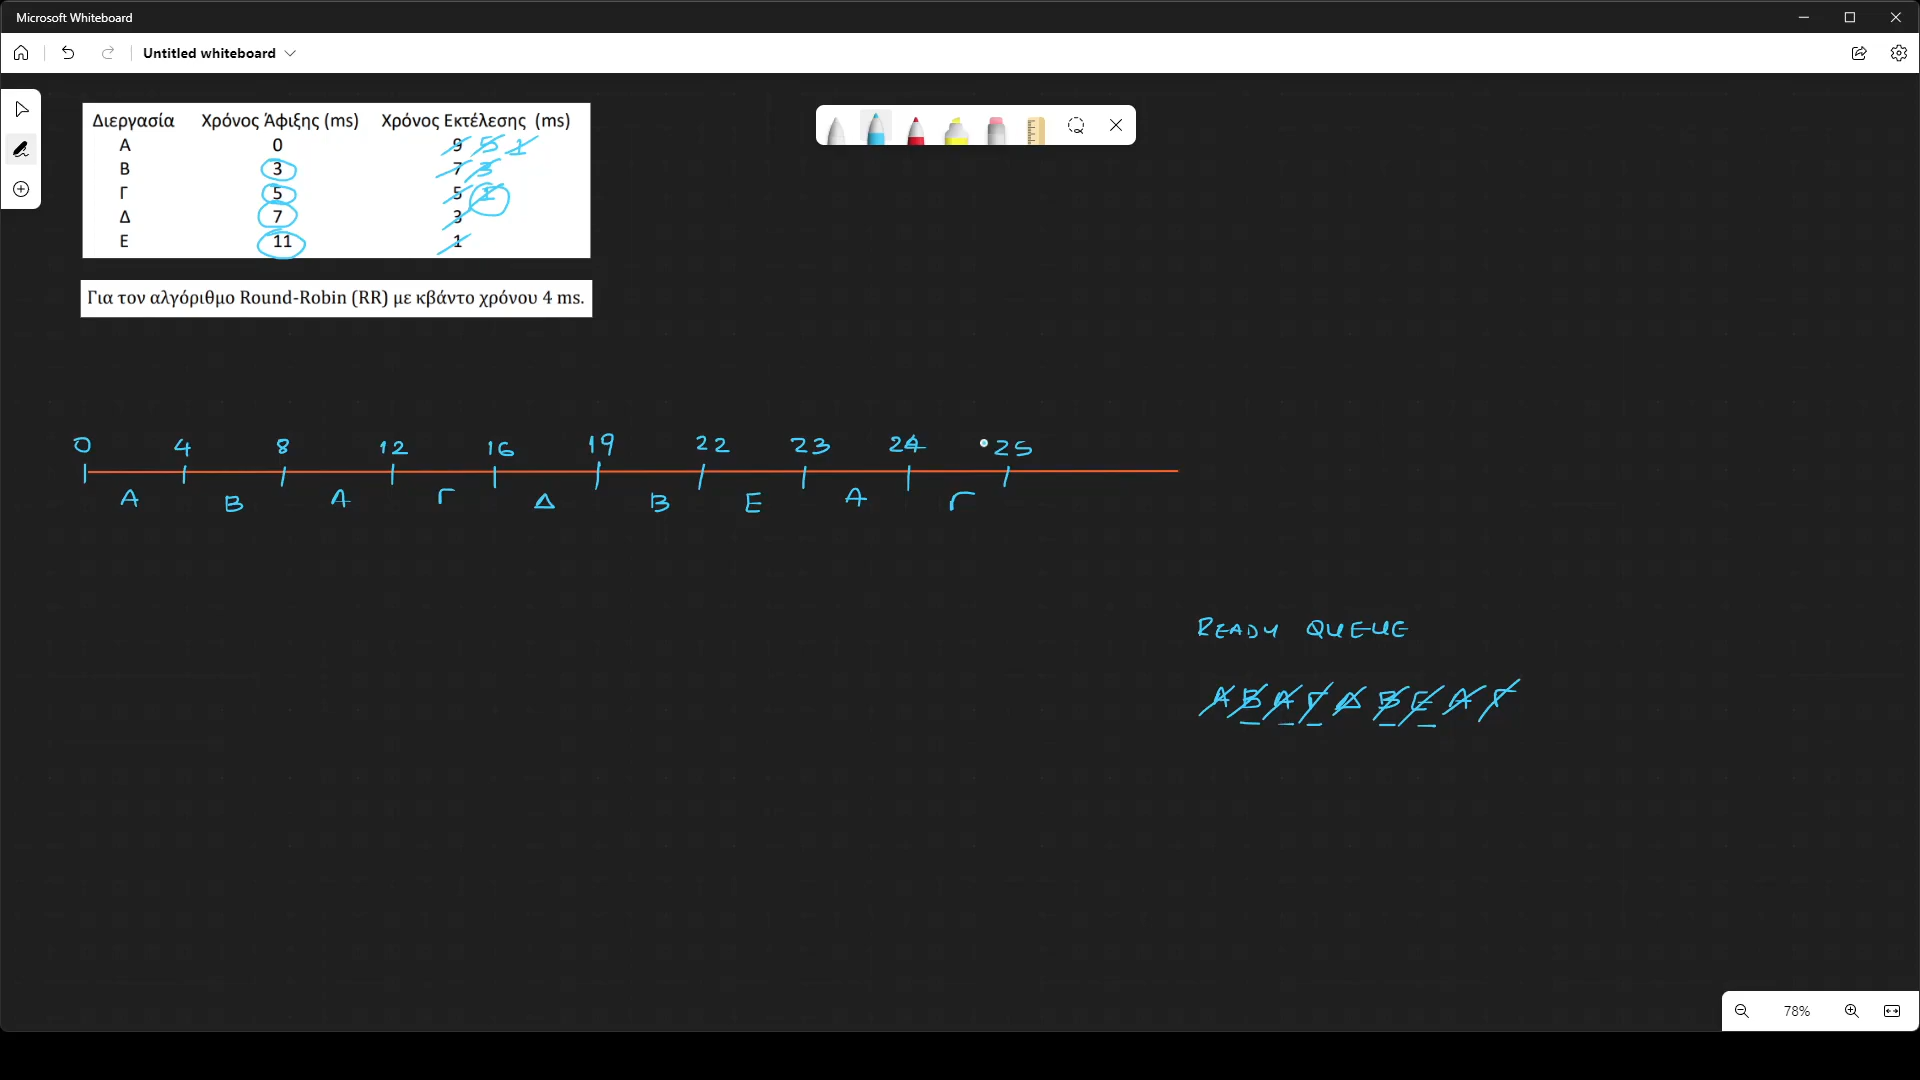 Microsoft Whiteboard
Untitled whiteboard
Διεργασία Χρόνος Άφιξης (ms) Χρόνος Εκτέλεσης (ms)
Α 0 9 5 1
Β 3 7 3
Γ 5 5 1
Δ 7 3
Ε 11 1
Για τον αλγόριθμο Round-Robin (RR) με κβάντο χρόνου 4 ms.
0 4 8 12 16 19 22 23 24 25
Α Β Α Γ Δ Β Ε Α Γ
READY QUEUE
Α Β Α Γ Δ Β Ε Α Γ
78%